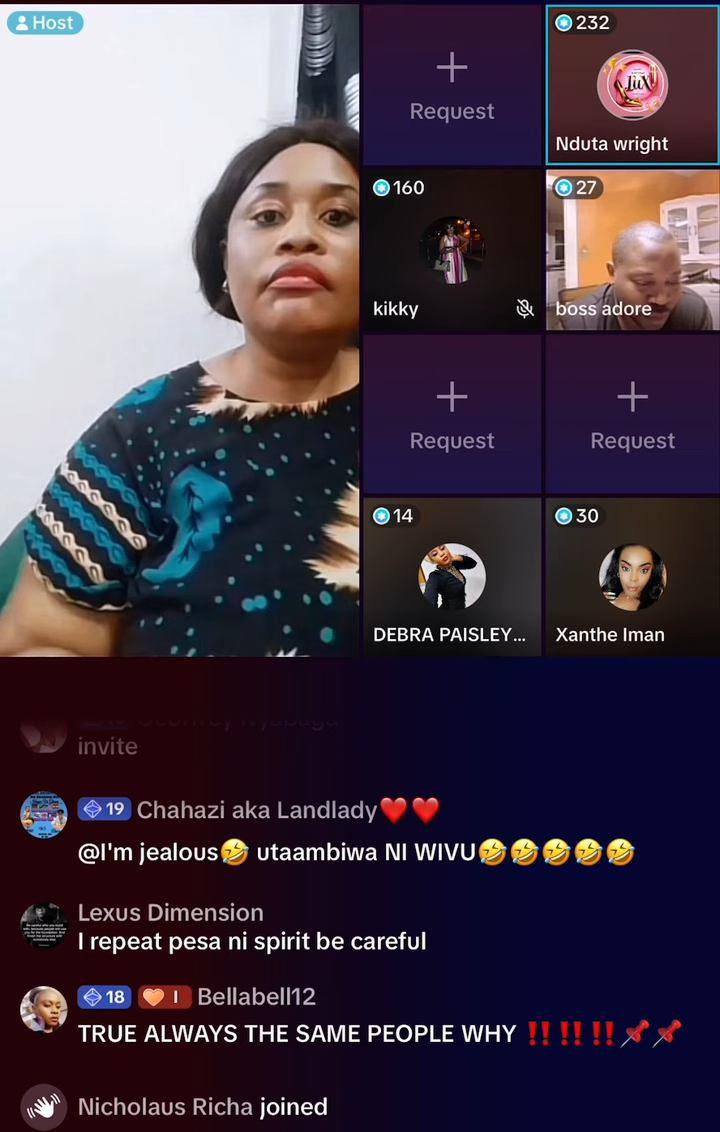 Host
Request
232
LuX
Nduta wright
160
kikky
27
boss adore
Request
Request
14
DEBRA PAISLEY...
30
Xanthe Iman
invite
19 Chahazi aka Landlady❤️❤️
@I'm jealous🤣 utaambiwa NI WIVU🤣🤣🤣🤣🤣
Lexus Dimension
I repeat pesa ni spirit be careful
18 I Bellabell12
TRUE ALWAYS THE SAME PEOPLE WHY ‼️‼️‼️📌📌
Nicholaus Richa joined